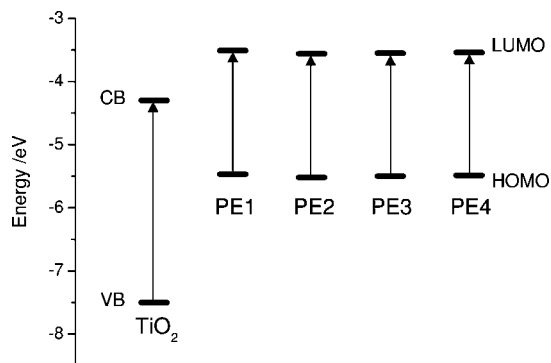 -3
-4
-5
-6
-7
-8
Energy /eV
CB
VB
TiO₂
PE1
PE2
PE3
PE4
LUMO
HOMO